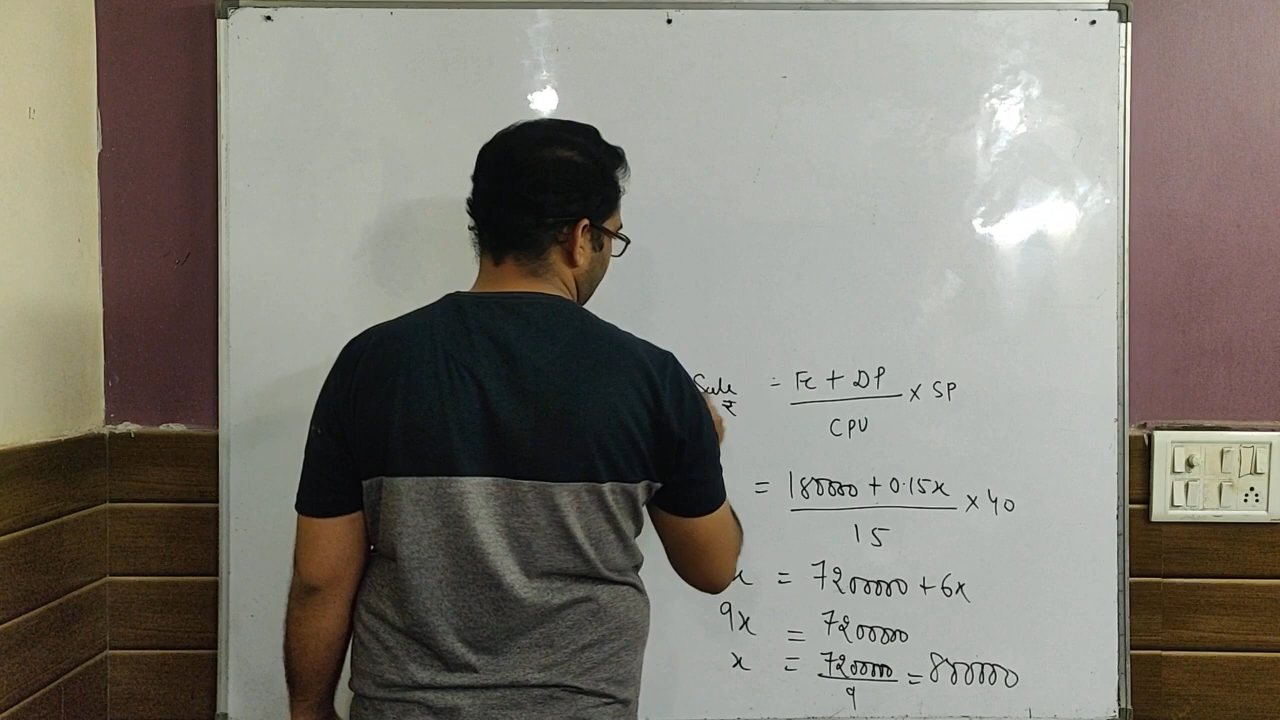 Sale = Fc + DP × SP
₹
CPU
= 180000 + 0.15x × 40
15
x = 7200000 + 6x
9x = 7200000
x = 7200000 = 800000
9